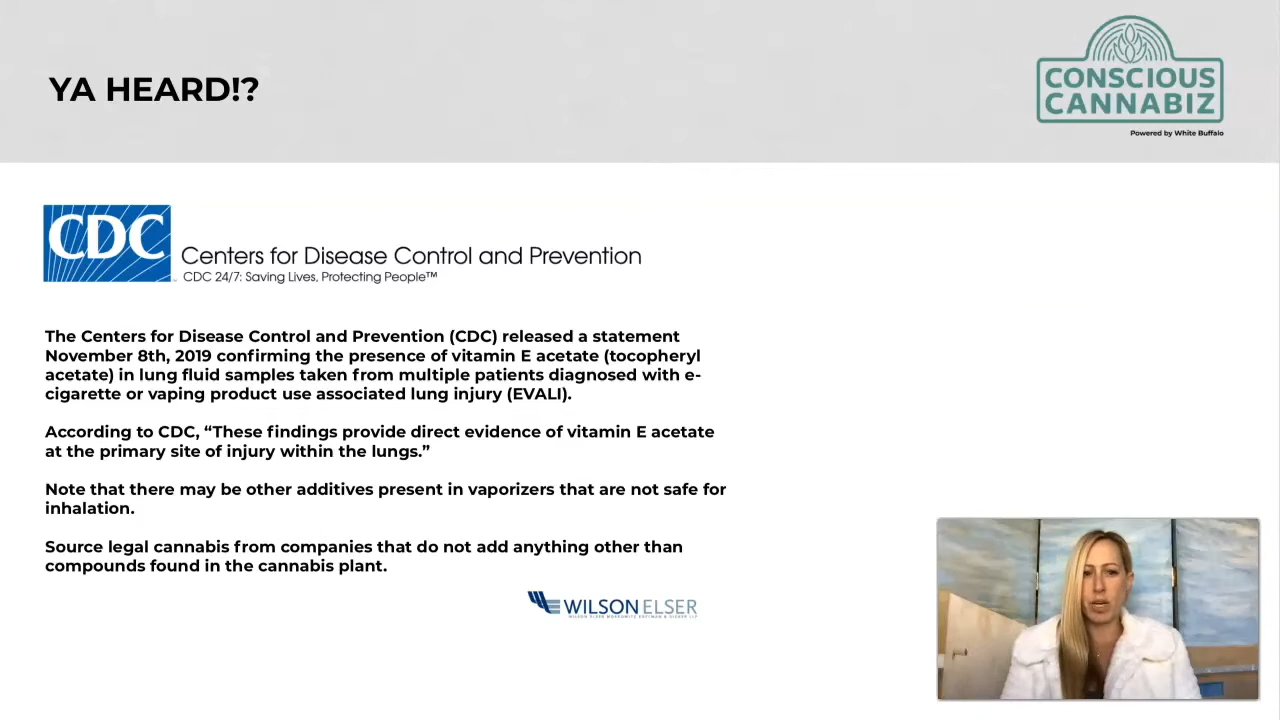 YA HEARD!?
CONSCIOUS
CANNABIZ
Powered by White Buffalo
CDC
Centers for Disease Control and Prevention
CDC 24/7: Saving Lives, Protecting People™
The Centers for Disease Control and Prevention (CDC) released a statement
November 8th, 2019 confirming the presence of vitamin E acetate (tocopheryl
acetate) in lung fluid samples taken from multiple patients diagnosed with e-
cigarette or vaping product use associated lung injury (EVALI).
According to CDC, “These findings provide direct evidence of vitamin E acetate
at the primary site of injury within the lungs.”
Note that there may be other additives present in vaporizers that are not safe for
inhalation.
Source legal cannabis from companies that do not add anything other than
compounds found in the cannabis plant.
WILSON ELSER
WILSON ELSER MOSKOWITZ EDELMAN & DICKER LLP